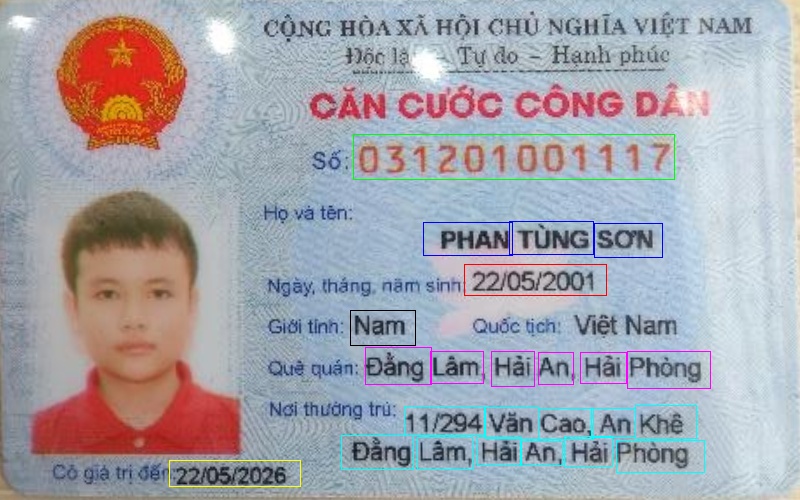 CỘNG HÒA XÃ HỘI CHỦ NGHĨA VIỆT NAM
Độc lậ – Tự do – Hạnh phúc
CĂN CƯỚC CÔNG DÂN
Số: 031201001117
Họ và tên:
PHAN TÙNG SƠN
Ngày, tháng, năm sinh: 22/05/2001
Giới tính: Nam Quốc tịch: Việt Nam
Quê quán: Đằng Lâm, Hải An, Hải Phòng
Nơi thường trú: 11/294 Văn Cao, An Khê
Đằng Lâm, Hải An, Hải Phòng
Có giá trị đến: 22/05/2026